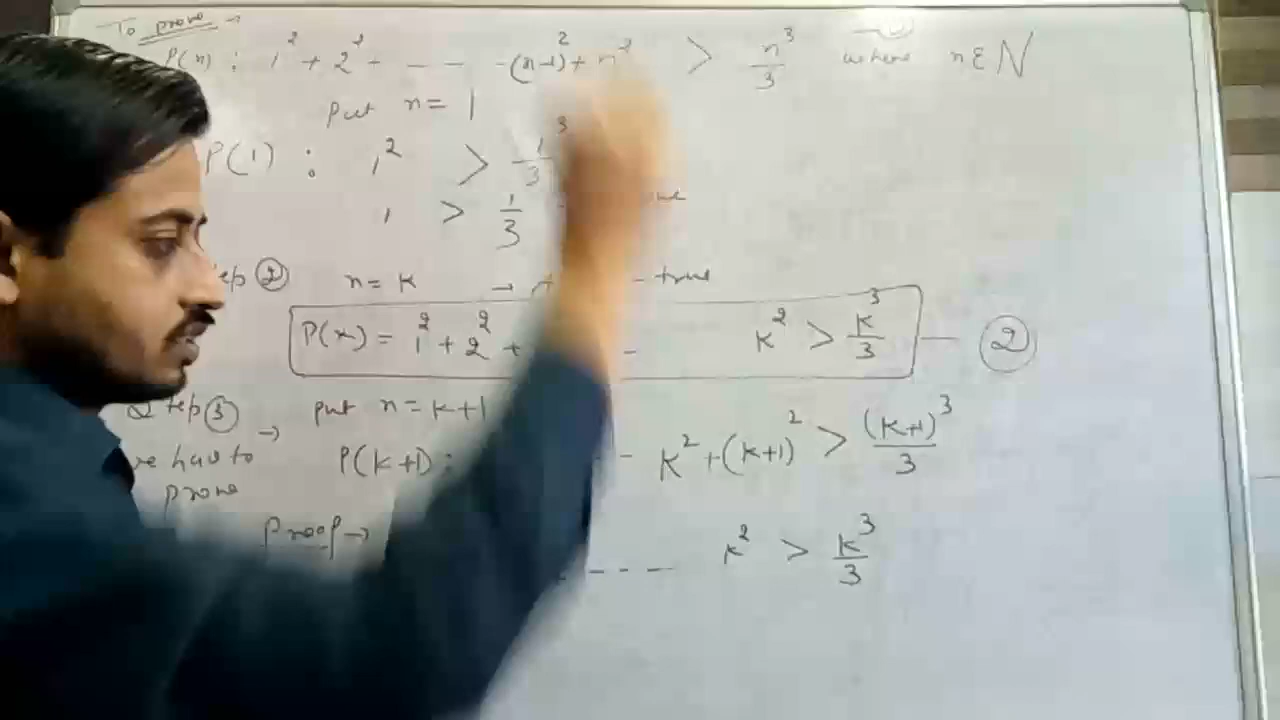 To prove →
P(n) : 1² + 2² + - - - -(n-1)² + n² > n³/3 where n∈N
put n = 1
P(1) : 1² > 1³/3
1 > 1/3
ep ② n = K → true
P(K) = 1² + 2² + - K² > K³/3 — ②
Step ③ put n = K+1
we have to →
prove
P(K+1) : - K² + (K+1)² > (K+1)³/3
Proof →
- - - - K² > K³/3